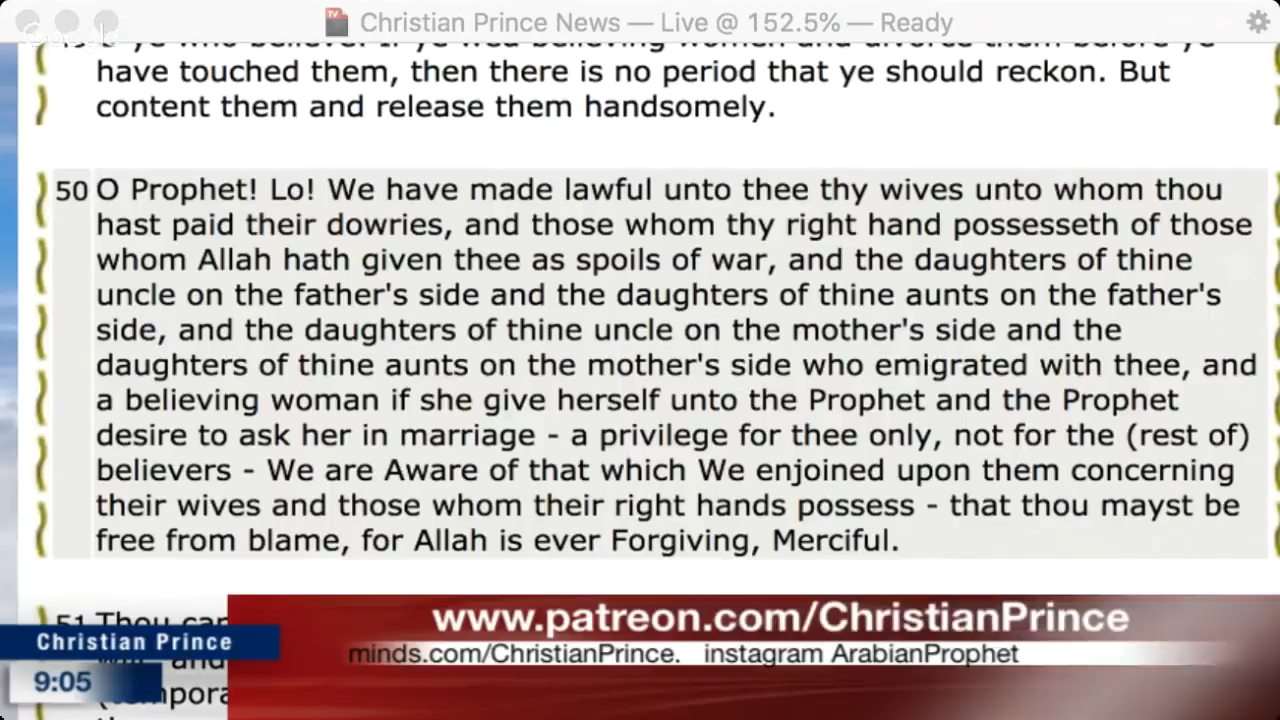 Christian Prince News — Live @ 152.5% — Ready
Google
have touched them, then there is no period that ye should reckon. But
content them and release them handsomely.
50 O Prophet! Lo! We have made lawful unto thee thy wives unto whom thou
hast paid their dowries, and those whom thy right hand possesseth of those
whom Allah hath given thee as spoils of war, and the daughters of thine
uncle on the father's side and the daughters of thine aunts on the father's
side, and the daughters of thine uncle on the mother's side and the
daughters of thine aunts on the mother's side who emigrated with thee, and
a believing woman if she give herself unto the Prophet and the Prophet
desire to ask her in marriage - a privilege for thee only, not for the (rest of)
believers - We are Aware of that which We enjoined upon them concerning
their wives and those whom their right hands possess - that thou mayst be
free from blame, for Allah is ever Forgiving, Merciful.
51 Thou can
www.patreon.com/ChristianPrince
Christian Prince
minds.com/ChristianPrince. instagram ArabianProphet
9:05